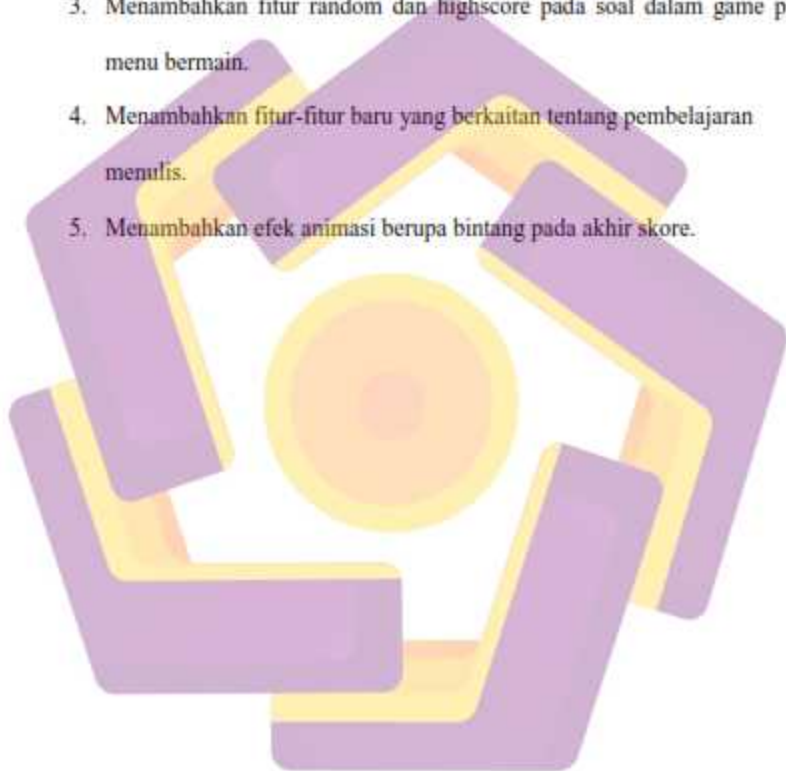 3. Menambahkan fitur random dan highscore pada soal dalam game p
menu bermain.
4. Menambahkan fitur-fitur baru yang berkaitan tentang pembelajaran
menulis.
5. Menambahkan efek animasi berupa bintang pada akhir skore.